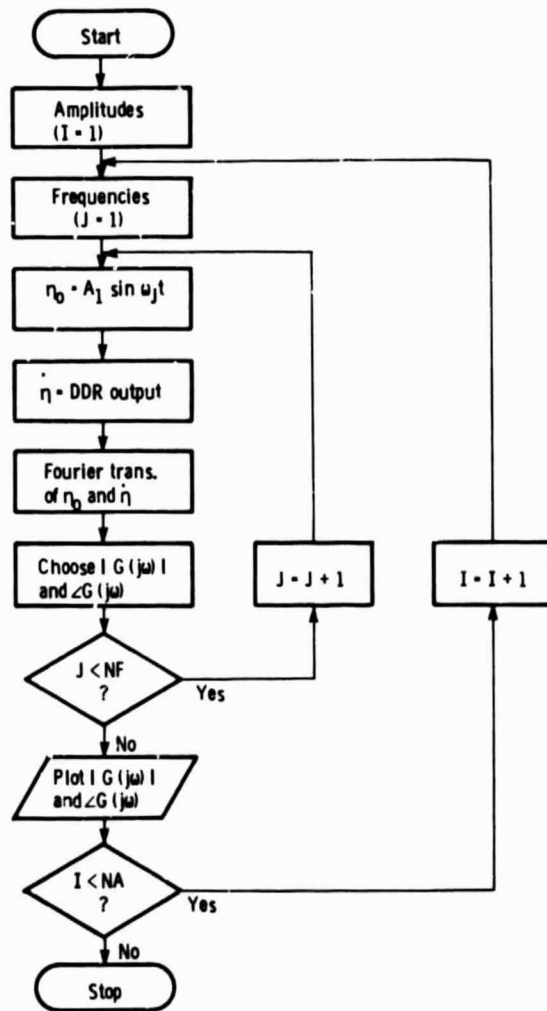 Start
Amplitudes
(I = 1)
Frequencies
(J = 1)
η₀ = A₁ sin ωⱼt
η̇ = DDR output
Fourier trans.
of η₀ and η̇
Choose | G (jω) |
and ∠G (jω)
J = J + 1
I = I + 1
J < NF
?
Yes
No
Plot | G (jω) |
and ∠G (jω)
I < NA
?
Yes
No
Stop